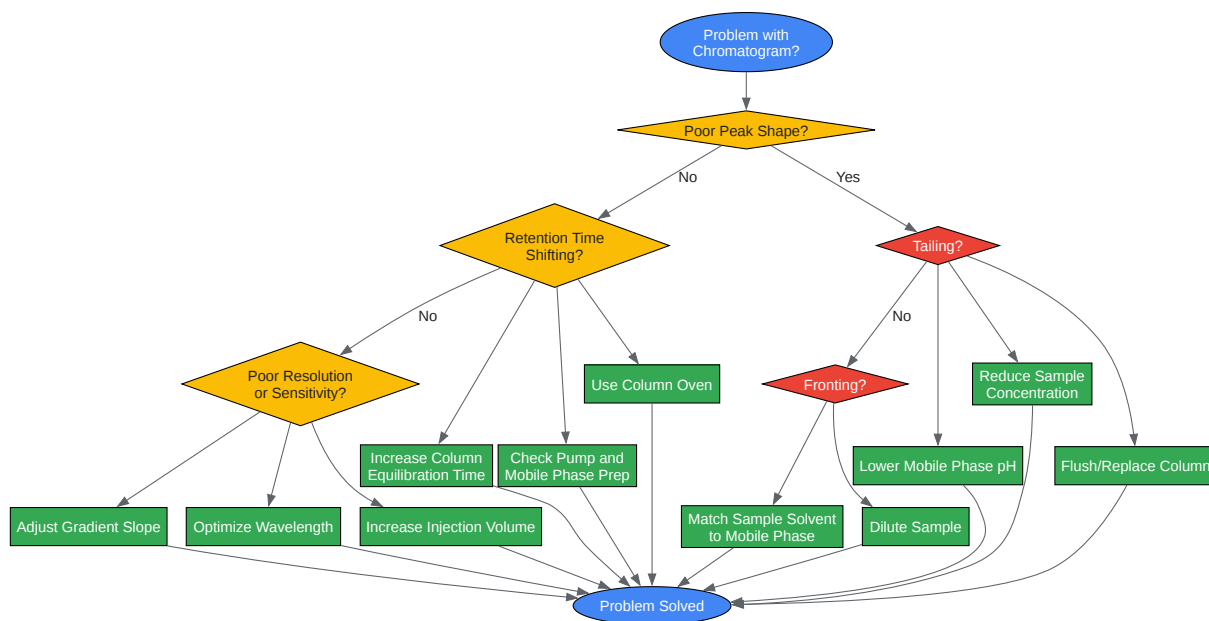 Problem with
Chromatogram?
Poor Peak Shape?
No
Yes
Retention Time
Shifting?
Tailing?
No
No
Poor Resolution
or Sensitivity?
Use Column Oven
Fronting?
Reduce Sample
Concentration
Increase Column
Equilibration Time
Check Pump and
Mobile Phase Prep
Lower Mobile Phase pH
Flush/Replace Column
Adjust Gradient Slope
Optimize Wavelength
Increase Injection Volume
Match Sample Solvent
to Mobile Phase
Dilute Sample
Problem Solved